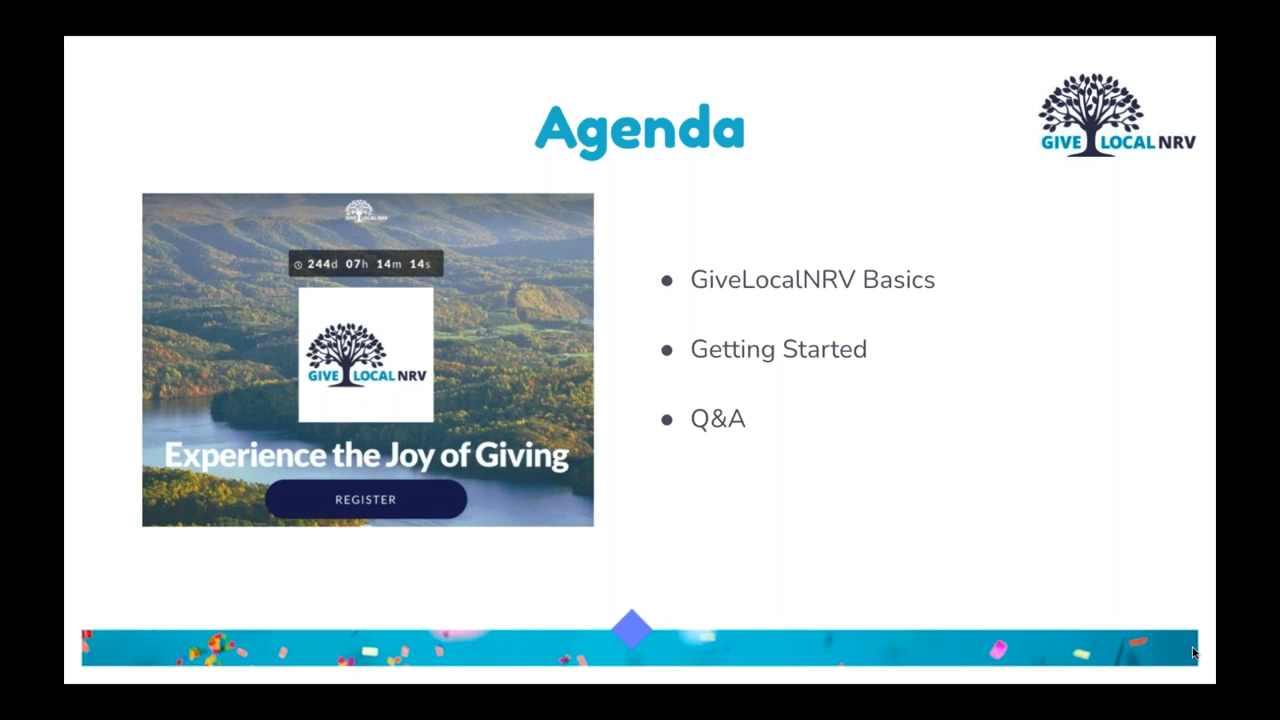 Agenda
GIVE LOCAL NRV
GIVE LOCAL NRV
244d 07h 14m 14s
GIVE LOCAL NRV
Experience the Joy of Giving
REGISTER
● GiveLocalNRV Basics
● Getting Started
● Q&A